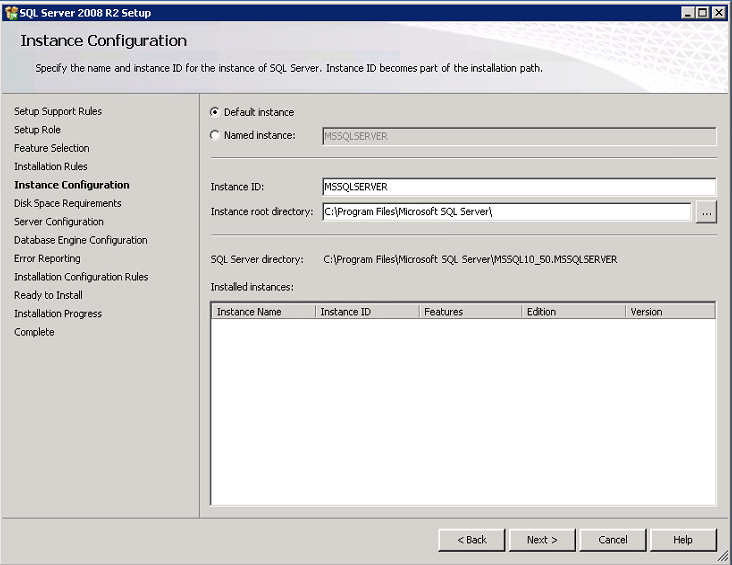 SQL Server 2008 R2 Setup
Instance Configuration
Specify the name and instance ID for the instance of SQL Server. Instance ID becomes part of the installation path.
Setup Support Rules
Setup Role
Feature Selection
Installation Rules
Instance Configuration
Disk Space Requirements
Server Configuration
Database Engine Configuration
Error Reporting
Installation Configuration Rules
Ready to Install
Installation Progress
Complete
Default instance
Named instance: MSSQLSERVER
Instance ID: MSSQLSERVER
Instance root directory: C:\Program Files\Microsoft SQL Server\ ...
SQL Server directory: C:\Program Files\Microsoft SQL Server\MSSQL10_50.MSSQLSERVER
Installed instances:
Instance Name Instance ID Features Edition Version
< Back Next > Cancel Help